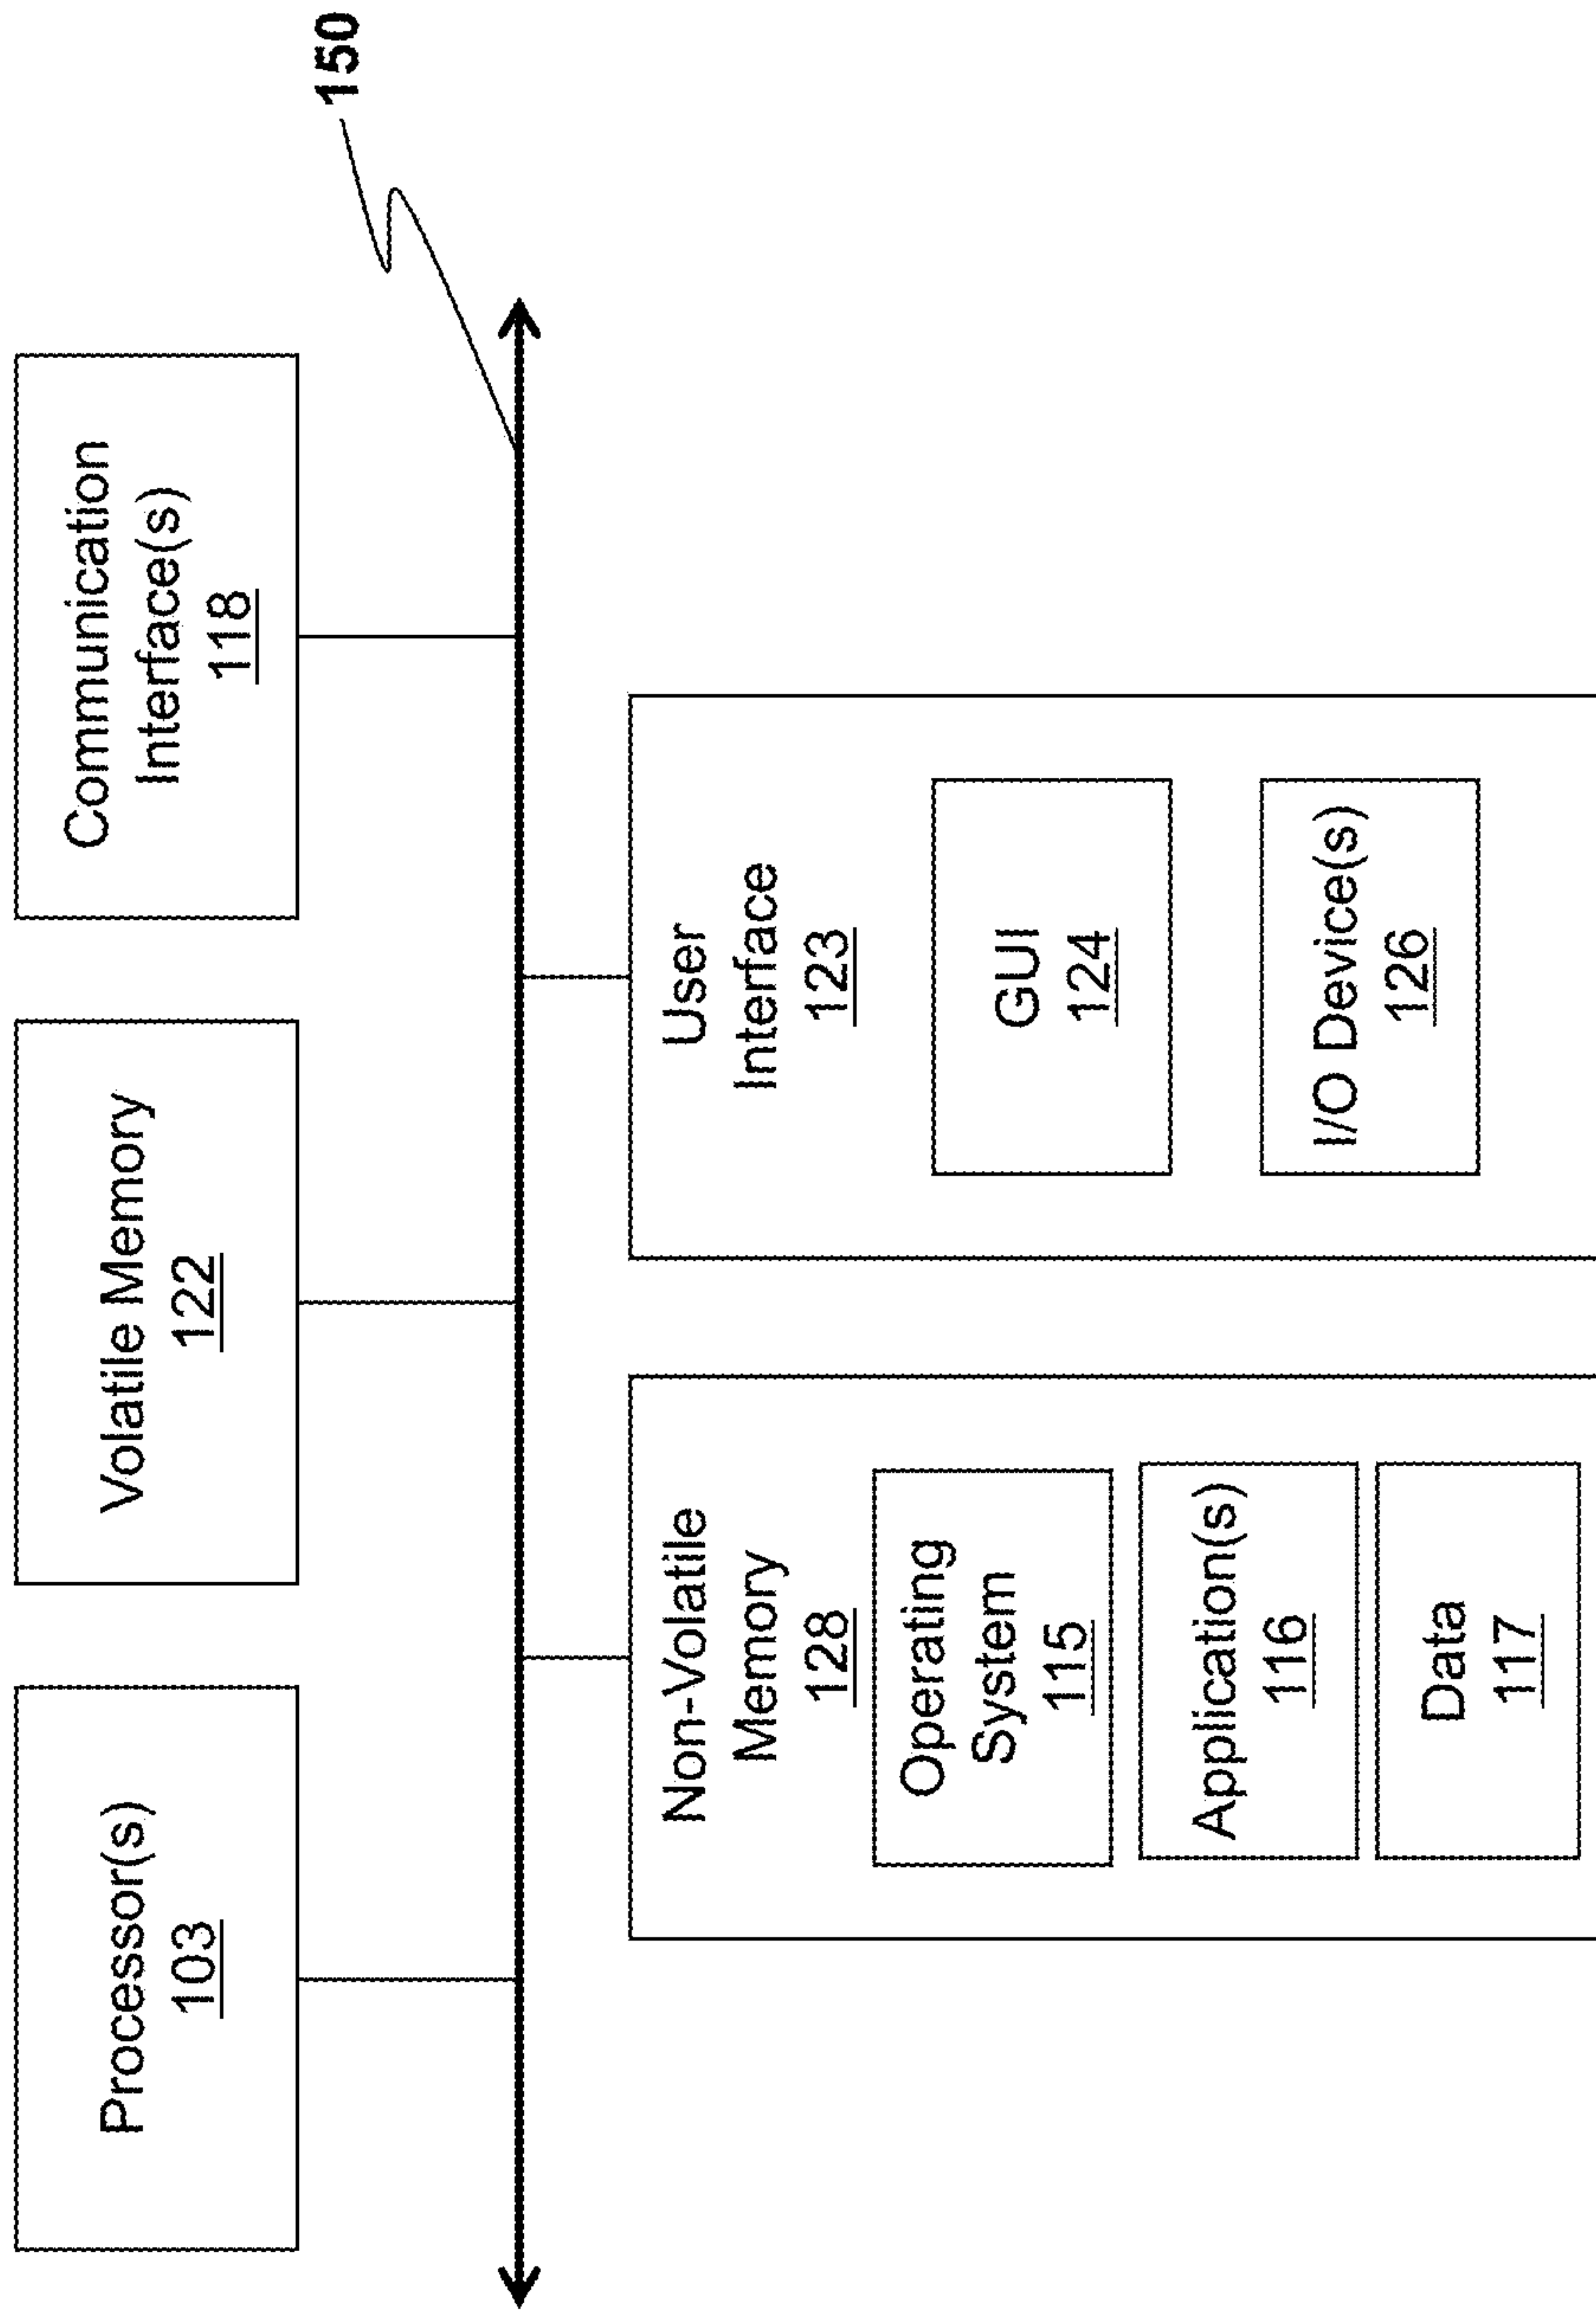 Processor(s)
103
Volatile Memory
122
Communication
Interface(s)
118
150
Non-Volatile
Memory
128
Operating
System
115
Application(s)
116
Data
117
User
Interface
123
GUI
124
I/O Device(s)
126